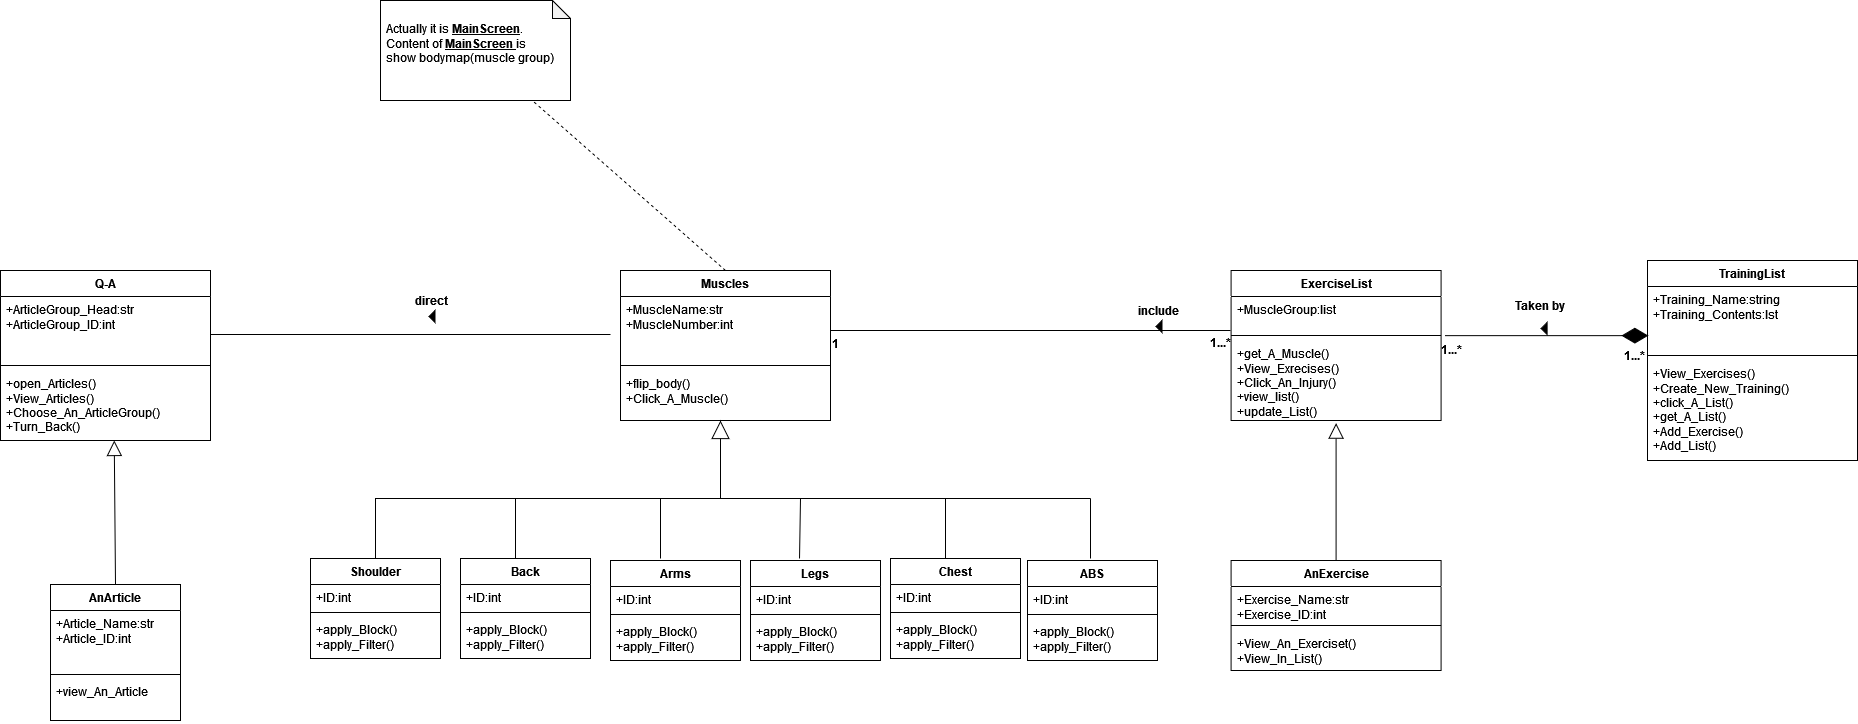 Actually it is MainScreen.
Content of MainScreen is
show bodymap(muscle group)
Q-A
+ArticleGroup_Head:str
+ArticleGroup_ID:int
+open_Articles()
+View_Articles()
+Choose_An_ArticleGroup()
+Turn_Back()
direct
Muscles
+MuscleName:str
+MuscleNumber:int
+flip_body()
+Click_A_Muscle()
1
include
1...*
ExerciseList
+MuscleGroup:list
+get_A_Muscle()
+View_Exrecises()
+Click_An_Injury()
+view_list()
+update_List()
1...*
Taken by
1...*
TrainingList
+Training_Name:string
+Training_Contents:lst
+View_Exercises()
+Create_New_Training()
+click_A_List()
+get_A_List()
+Add_Exercise()
+Add_List()
AnArticle
+Article_Name:str
+Article_ID:int
+view_An_Article
Shoulder
+ID:int
+apply_Block()
+apply_Filter()
Back
+ID:int
+apply_Block()
+apply_Filter()
Arms
+ID:int
+apply_Block()
+apply_Filter()
Legs
+ID:int
+apply_Block()
+apply_Filter()
Chest
+ID:int
+apply_Block()
+apply_Filter()
ABS
+ID:int
+apply_Block()
+apply_Filter()
AnExercise
+Exercise_Name:str
+Exercise_ID:int
+View_An_Exerciset()
+View_In_List()